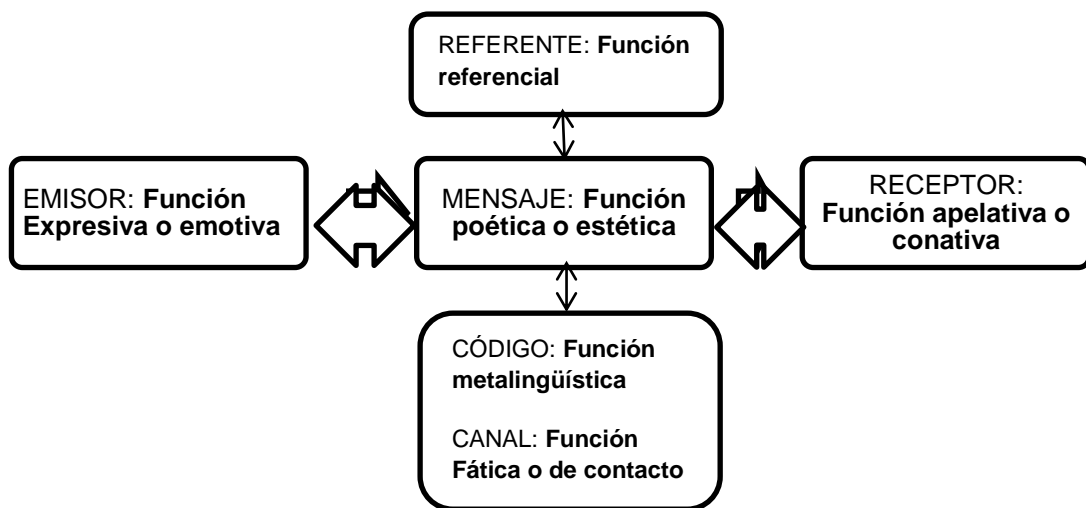 REFERENTE: Función
referencial
EMISOR: Función
Expresiva o emotiva
MENSAJE: Función
poética o estética
RECEPTOR:
Función apelativa o
conativa
CÓDIGO: Función
metalingüística
CANAL: Función
Fática o de contacto